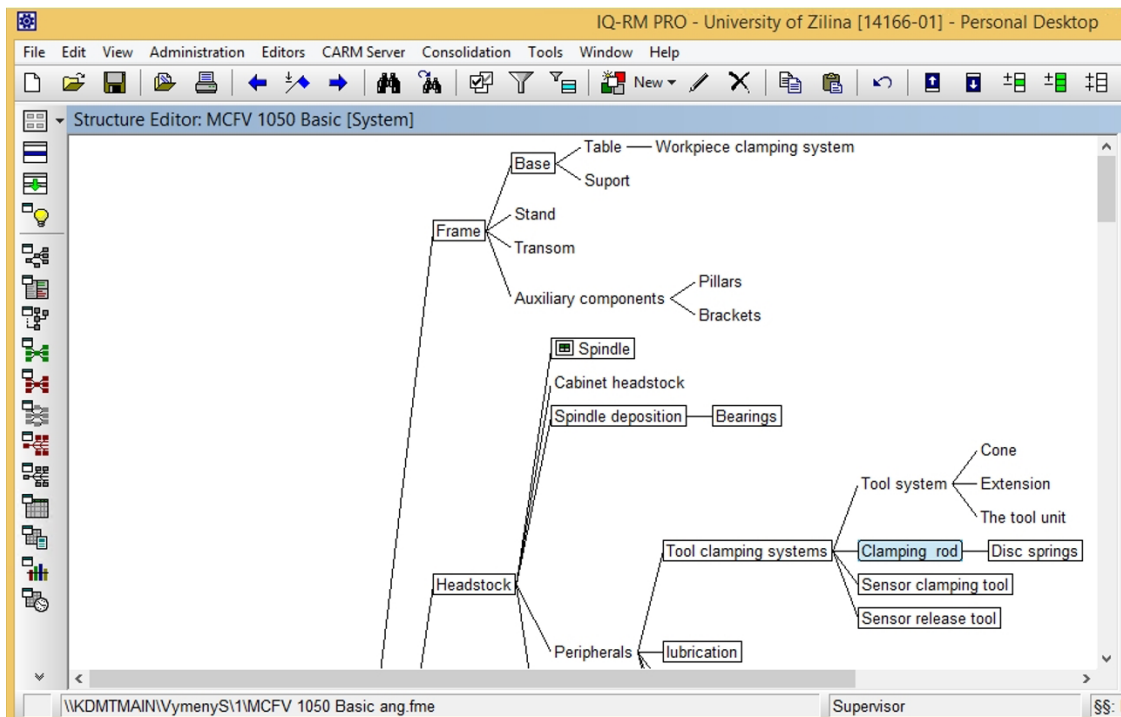 IQ-RM PRO - University of Zilina [14166-01] - Personal Desktop
File Edit View Administration Editors CARM Server Consolidation Tools Window Help
New
Structure Editor: MCFV 1050 Basic [System]
Table Workpiece clamping system
Base
Suport
Stand
Frame
Transom
Pillars
Auxiliary components
Brackets
Spindle
Cabinet headstock
Spindle deposition Bearings
Cone
Tool system Extension
The tool unit
Tool clamping systems Clamping rod Disc springs
Headstock Sensor clamping tool
Sensor release tool
Peripherals lubrication
\\KDMTMAIN\VymenyS\1\MCFV 1050 Basic ang.fme Supervisor §§: